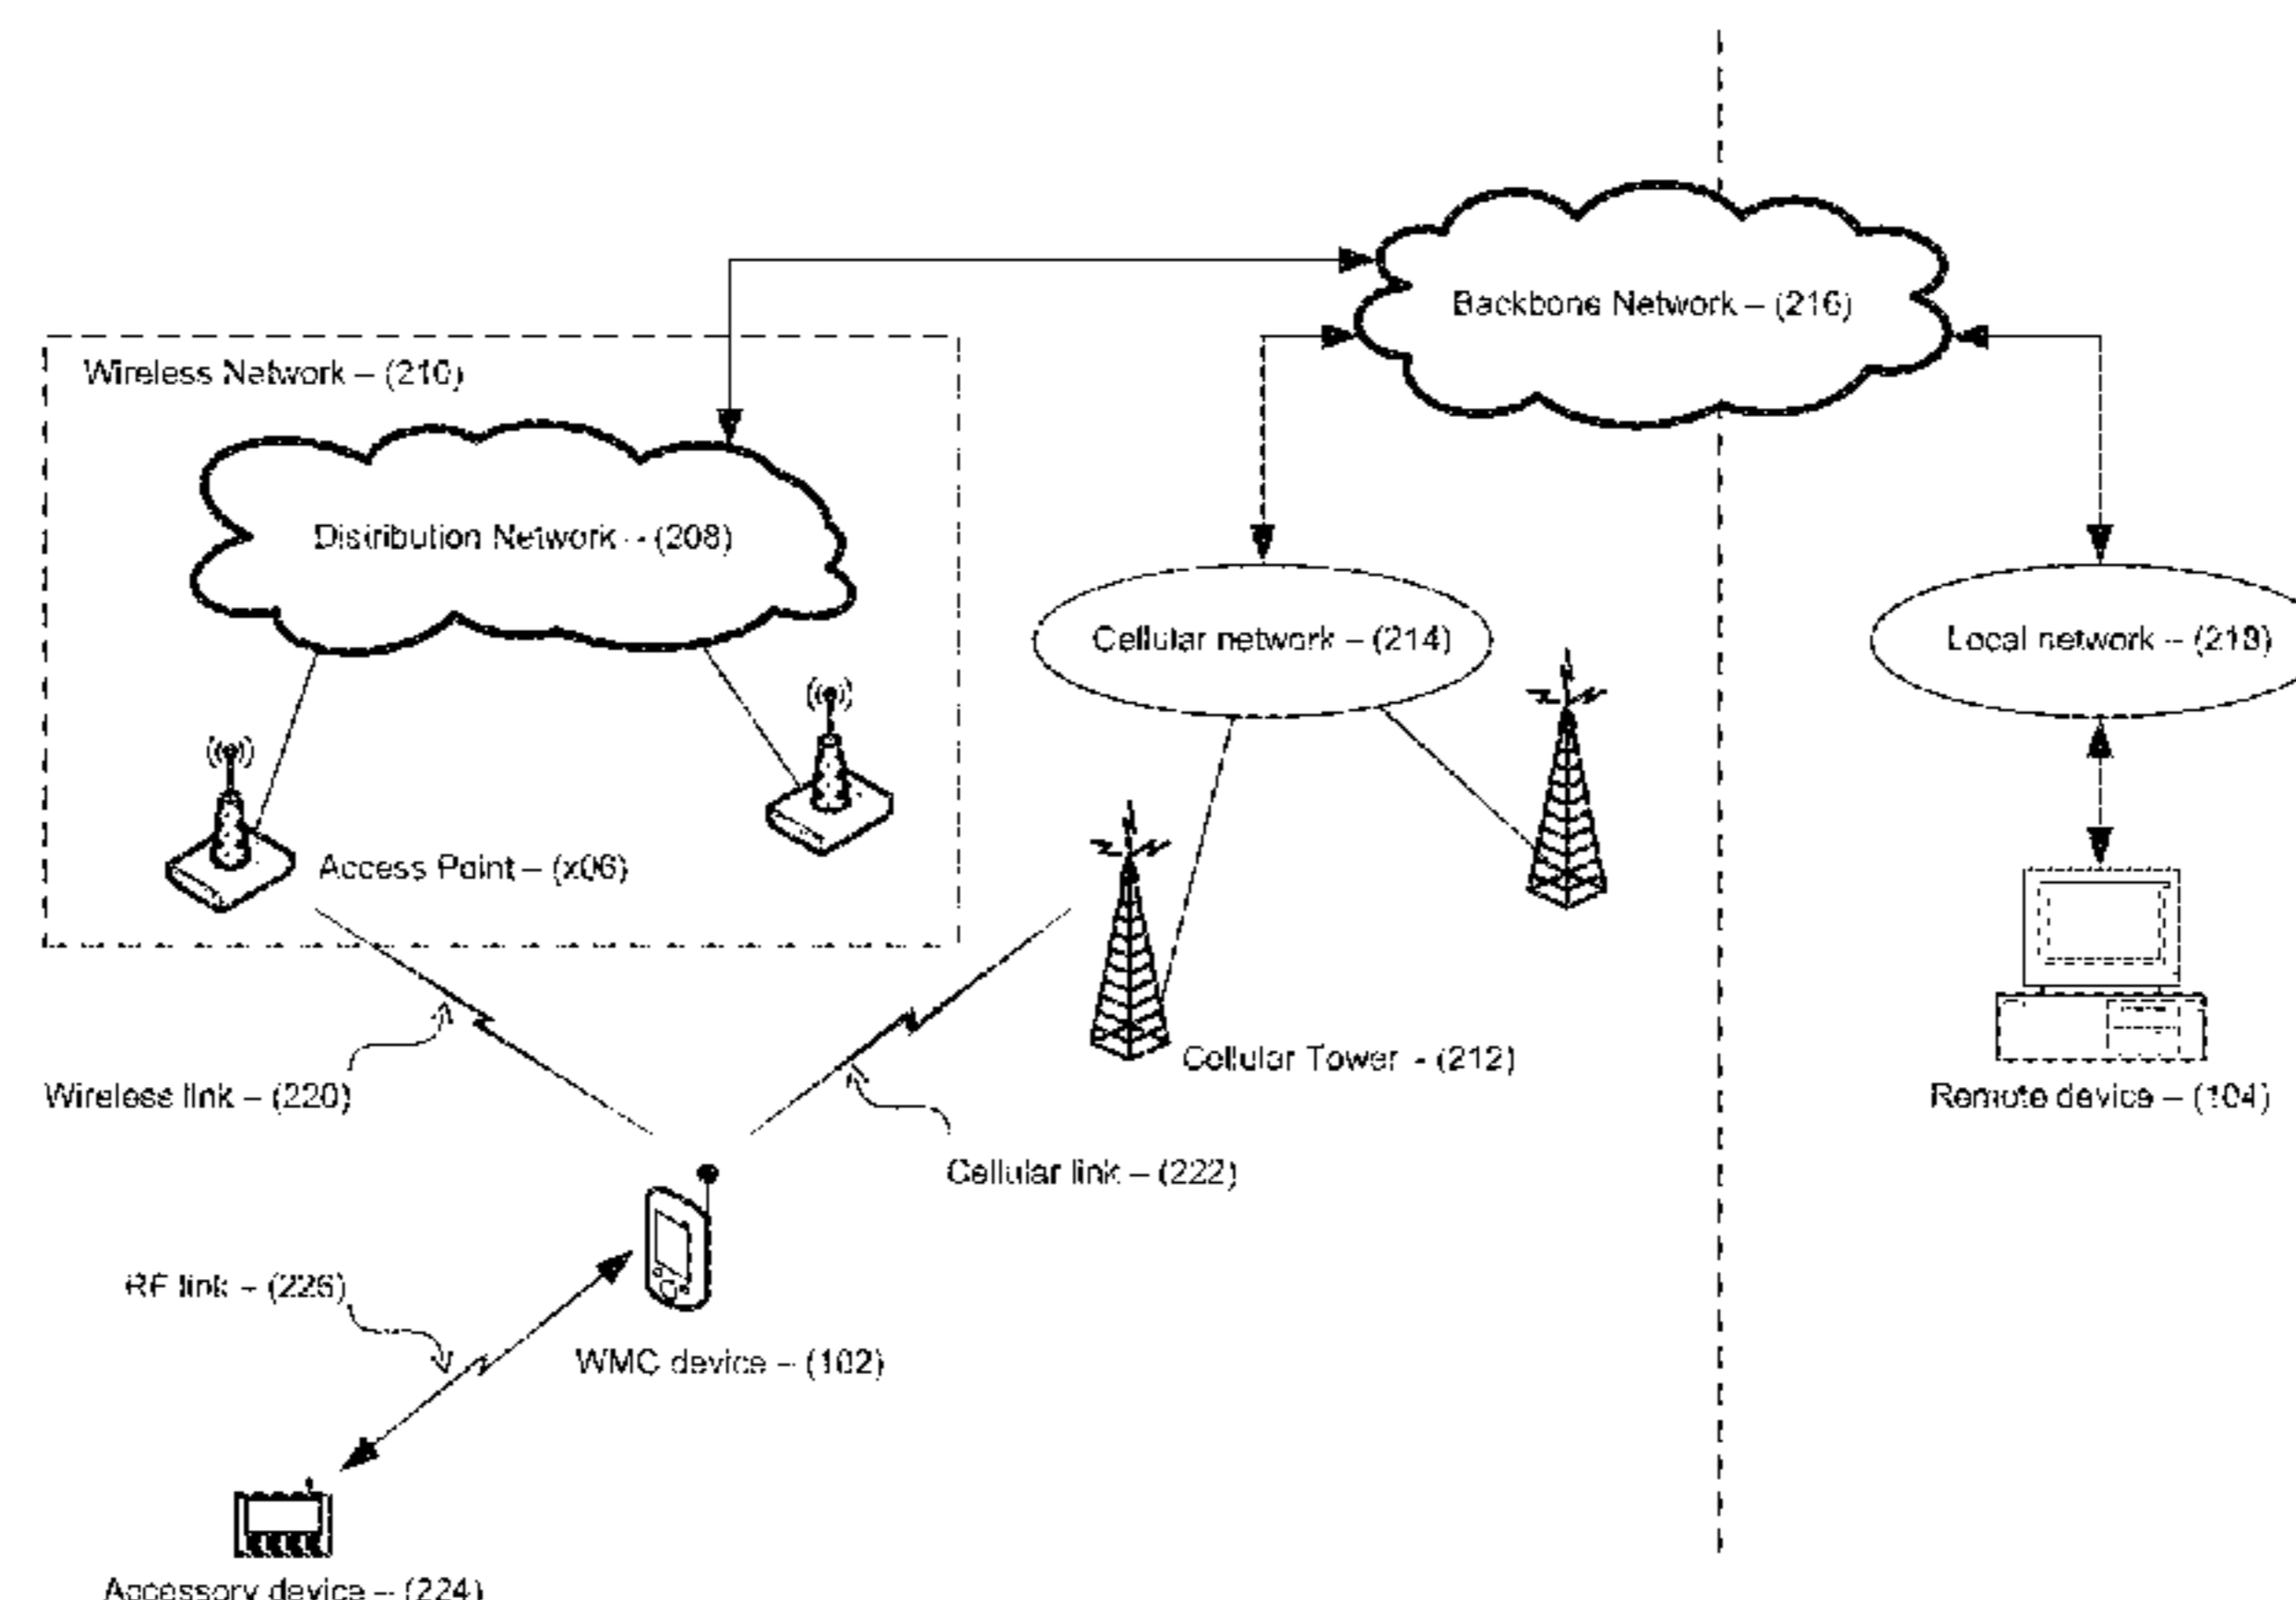 Backbone Network – (216)
Wireless Network – (210)
Distribution Network - (208)
Cellular network – (214)
Local network – (218)
Access Point – (x06)
Cellular Tower - (212)
Wireless link – (220)
Remote device – (104)
Cellular link – (222)
RF link – (226)
WMC device – (102)
Accessory device – (224)